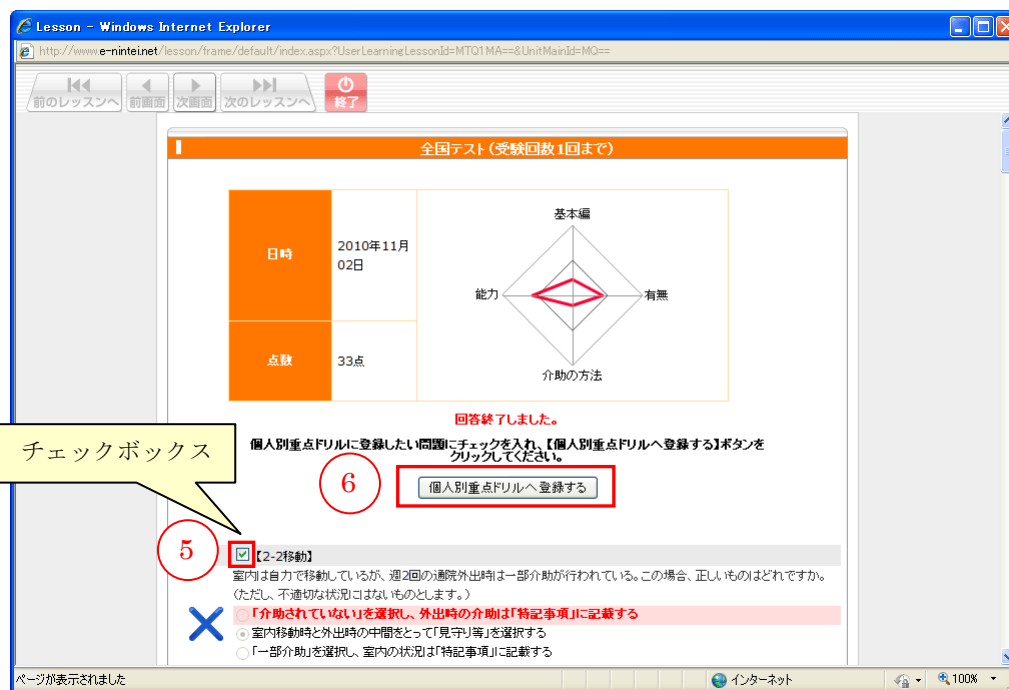 Lesson - Windows Internet Explorer
http://www.e-nintei.net/lesson/frame/default/index.aspx?UserLearningLessonId=MTQ1MA==&UnitMainId=MQ==
前のレッスンへ 前画面 次画面 次のレッスンへ 終了
全国テスト(受験回数1回まで)
日時
2010年11月
02日
点数
33点
基本編
能力
有無
介助の方法
回答終了しました。
個人別重点ドリルに登録したい問題にチェックを入れ、【個人別重点ドリルへ登録する】ボタンを
クリックしてください。
チェックボックス
6
個人別重点ドリルへ登録する
5
【2-2移動】
室内は自力で移動しているが、週2回の通院外出時は一部介助が行われている。この場合、正しいものはどれですか。
(ただし、不適切な状況にはないものとします。)
「介助されていない」を選択し、外出時の介助は「特記事項」に記載する
室内移動時と外出時の中間をとって「見守り等」を選択する
「一部介助」を選択し、室内の状況は「特記事項」に記載する
ページが表示されました
インターネット
100%